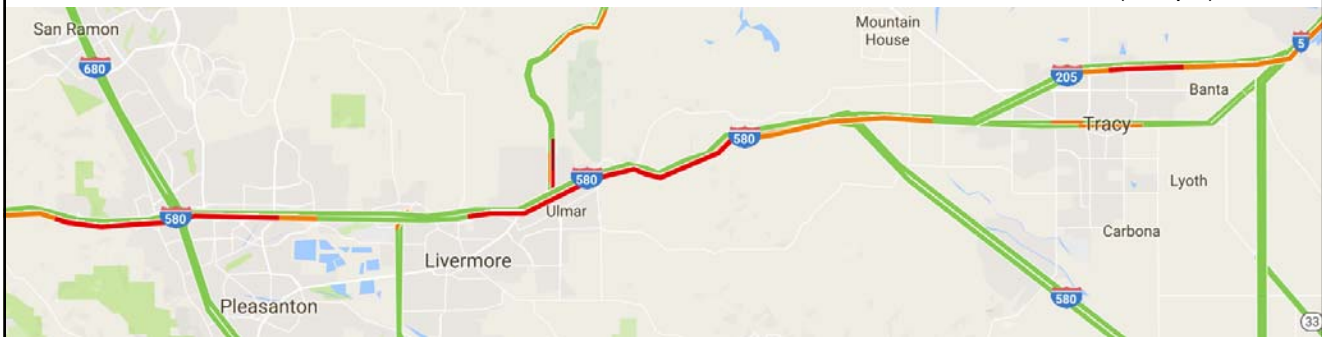 San Ramon
Mountain
House
680
5
205
Banta
Tracy
580
580
Lyoth
Ulmar
580
Carbona
Livermore
580
Pleasanton
33